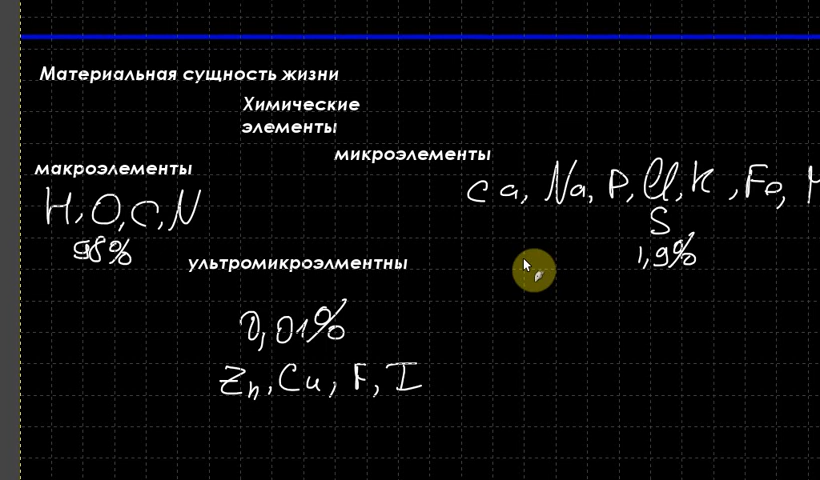 Материальная сущность жизни
Химические
элементы
микроэлементы
макроэлементы
Ca, Na, P, Cl, K, Fe,
H, O, C, N
S
98%
1,9%
ультромикроэлментны
0,01%
Zn, Cu, F, I